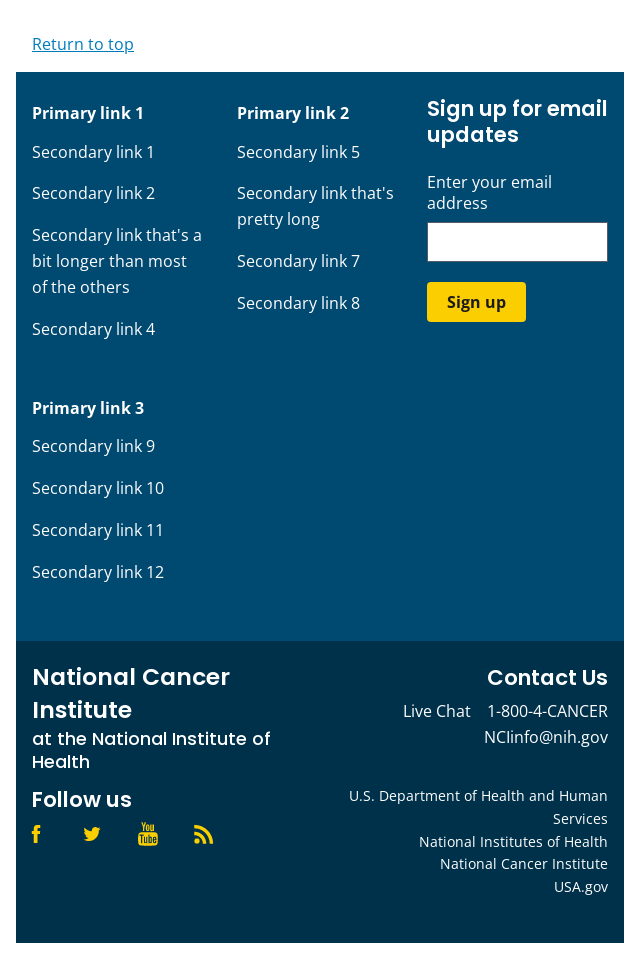 Return to top
Primary link 1
Secondary link 1
Secondary link 2
Secondary link that's a
bit longer than most
of the others
Secondary link 4
Primary link 2
Secondary link 5
Secondary link that's
pretty long
Secondary link 7
Secondary link 8
Primary link 3
Secondary link 9
Secondary link 10
Secondary link 11
Secondary link 12
Sign up for email
updates
Enter your email
address
Sign up
National Cancer
Institute
at the National Institute of
Health
Follow us
You
Tube
Contact Us
Live Chat 1-800-4-CANCER
NCIinfo@nih.gov
U.S. Department of Health and Human
Services
National Institutes of Health
National Cancer Institute
USA.gov